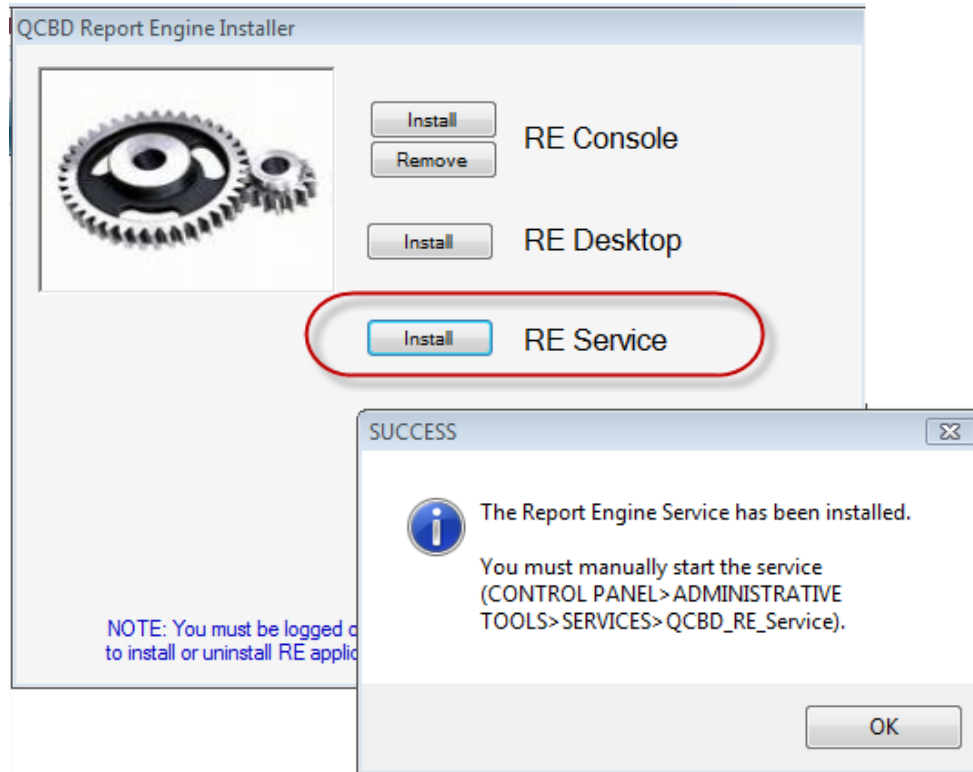 QCBD Report Engine Installer
Install
RE Console
Remove
Install
RE Desktop
Install
RE Service
SUCCESS
The Report Engine Service has been installed.
You must manually start the service
(CONTROL PANEL>ADMINISTRATIVE
TOOLS>SERVICES>QCBD_RE_Service).
NOTE: You must be logged
to install or uninstall RE
OK